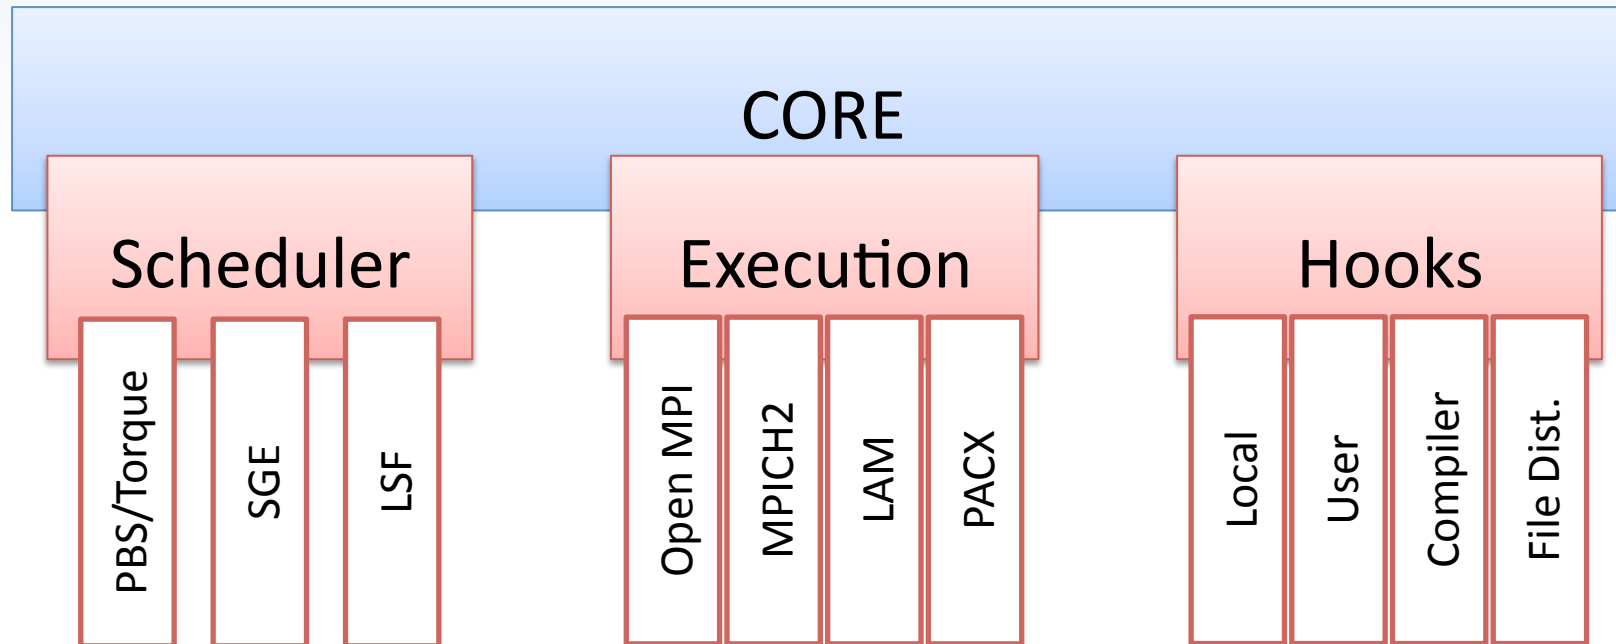 CORE
Scheduler
Execution
Hooks
PBS/Torque
SGE
LSF
Open MPI
MPICH2
LAM
PACX
Local
User
Compiler
File Dist.